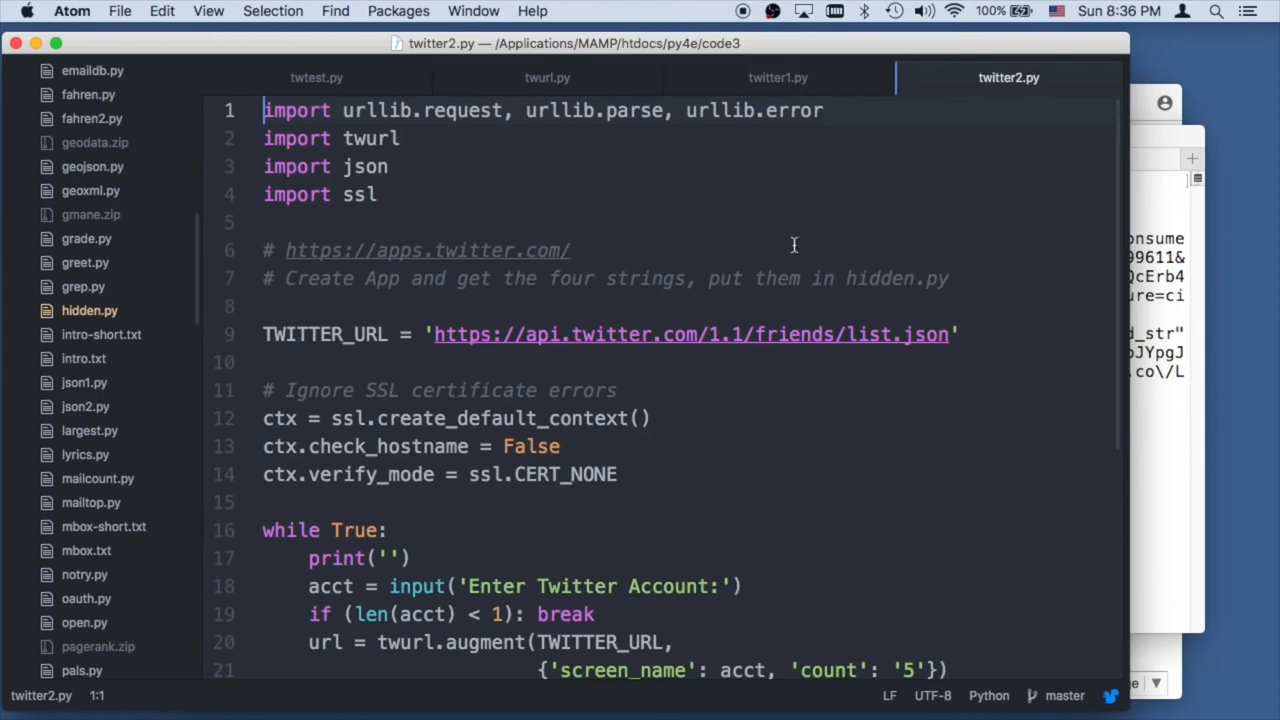 Atom File Edit View Selection Find Packages Window Help 100% Sun 8:36 PM
twitter2.py — /Applications/MAMP/htdocs/py4e/code3
twtest.py twurl.py twitter1.py twitter2.py
emaildb.py
fahren.py
fahren2.py
geodata.zip
geojson.py
geoxml.py
gmane.zip
grade.py
greet.py
grep.py
hidden.py
intro-short.txt
intro.txt
json1.py
json2.py
largest.py
lyrics.py
mailcount.py
mailtop.py
mbox-short.txt
mbox.txt
notry.py
oauth.py
open.py
pagerank.zip
pals.py
1 import urllib.request, urllib.parse, urllib.error
2 import twurl
3 import json
4 import ssl
5
6 # https://apps.twitter.com/
7 # Create App and get the four strings, put them in hidden.py
8
9 TWITTER_URL = 'https://api.twitter.com/1.1/friends/list.json'
10
11 # Ignore SSL certificate errors
12 ctx = ssl.create_default_context()
13 ctx.check_hostname = False
14 ctx.verify_mode = ssl.CERT_NONE
15
16 while True:
17 print('')
18 acct = input('Enter Twitter Account:')
19 if (len(acct) < 1): break
20 url = twurl.augment(TWITTER_URL,
21 {'screen_name': acct, 'count': '5'})
]
onsume
99611&
QcErb4
ure=ci
d_str"
oJYpgJ
.co\/L
e
twitter2.py 1:1 LF UTF-8 Python master